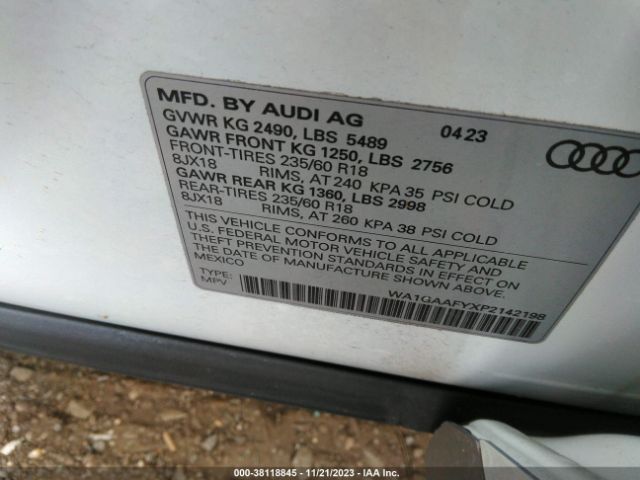 MFD. BY AUDI AG 04 23
GVWR KG 2490, LBS 5489
GAWR FRONT KG 1250, LBS 2756
FRONT-TIRES 235/60 R18
8JX18 RIMS, AT 240 KPA 35 PSI COLD
GAWR REAR KG 1360, LBS 2998
REAR-TIRES 235/60 R18
8JX18 RIMS, AT 260 KPA 38 PSI COLD
THIS VEHICLE CONFORMS TO ALL APPLICABLE
U.S. FEDERAL MOTOR VEHICLE SAFETY AND
THEFT PREVENTION STANDARDS IN EFFECT ON
THE DATE OF MANUFACTURE SHOWN ABOVE.
MEXICO
TYPE:
MPV
WA1GAAFYXP2142198
000-38118845 - 11/21/2023 - IAA Inc.